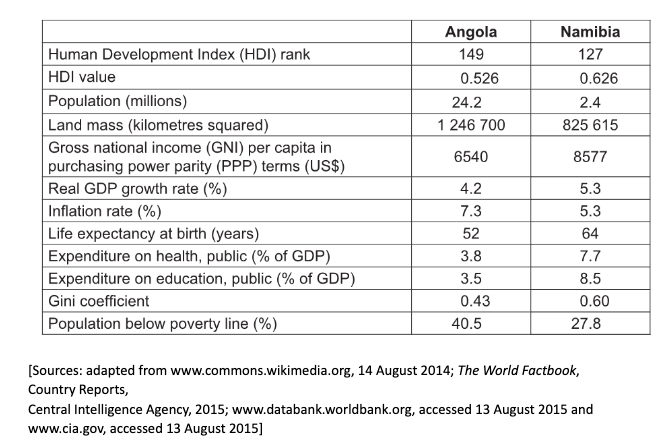 Angola Namibia
Human Development Index (HDI) rank 149 127
HDI value 0.526 0.626
Population (millions) 24.2 2.4
Land mass (kilometres squared) 1 246 700 825 615
Gross national income (GNI) per capita in
purchasing power parity (PPP) terms (US$) 6540 8577
Real GDP growth rate (%) 4.2 5.3
Inflation rate (%) 7.3 5.3
Life expectancy at birth (years) 52 64
Expenditure on health, public (% of GDP) 3.8 7.7
Expenditure on education, public (% of GDP) 3.5 8.5
Gini coefficient 0.43 0.60
Population below poverty line (%) 40.5 27.8
[Sources: adapted from www.commons.wikimedia.org, 14 August 2014; The World Factbook,
Country Reports,
Central Intelligence Agency, 2015; www.databank.worldbank.org, accessed 13 August 2015 and
www.cia.gov, accessed 13 August 2015]